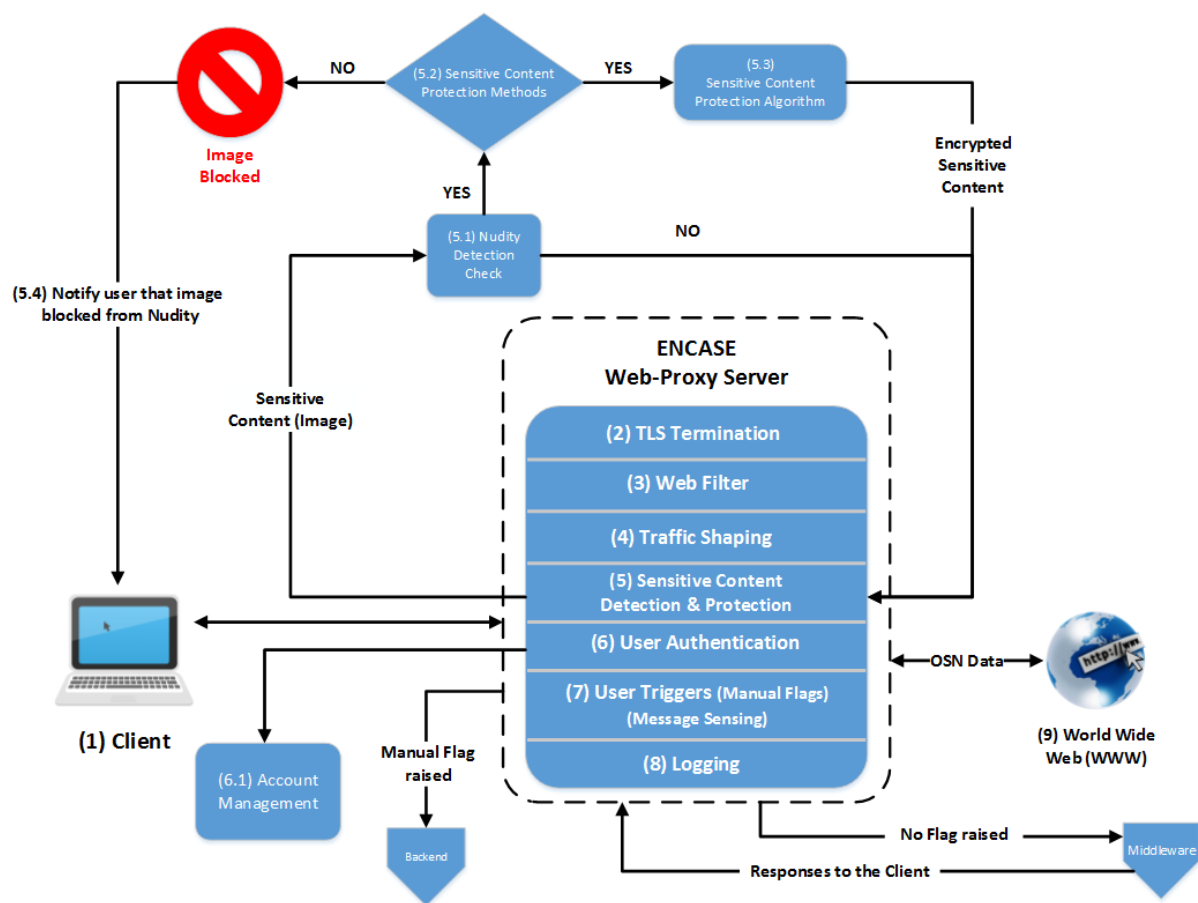 NO
(5.2) Sensitive Content
Protection Methods
YES
(5.3)
Sensitive Content
Protection Algorithm
Image
Blocked
Encrypted
Sensitive
Content
YES
(5.1) Nudity
Detection
Check
NO
(5.4) Notify user that image
blocked from Nudity
ENCASE
Web-Proxy Server
Sensitive
Content (Image)
(2) TLS Termination
(3) Web Filter
(4) Traffic Shaping
(5) Sensitive Content
Detection & Protection
(6) User Authentication
(7) User Triggers (Manual Flags)
(Message Sensing)
(8) Logging
OSN Data
http://www.
(1) Client
(9) World Wide
Web (WWW)
Manual Flag
raised
(6.1) Account
Management
Backend
No Flag raised
Middleware
Responses to the Client